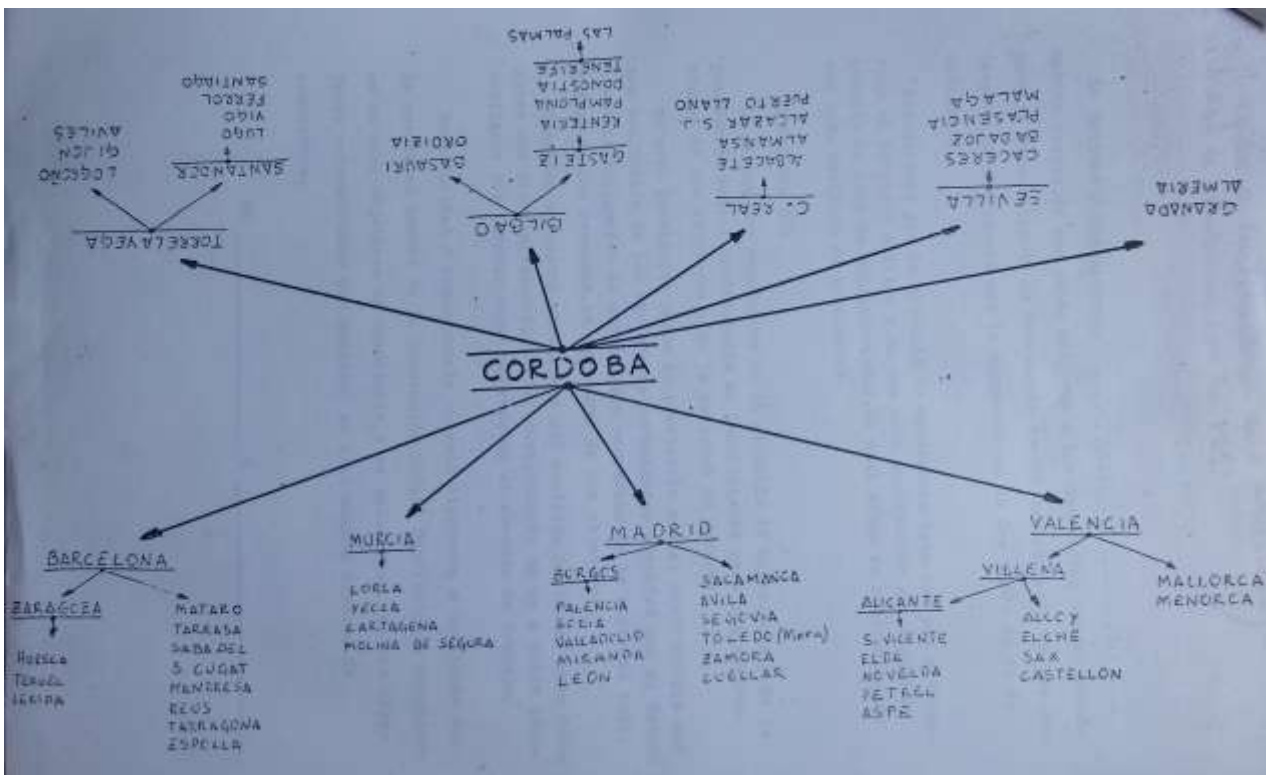 TORRELAVEGA
LOGROÑO
GIJON
AVILES
SANTANDER
LUGO
VIGO
FERROL
SANTIAGO
BILBAO
BASAURI
ORDIZIA
GASTEIZ
RENTERIA
PAMPLONA
DONOSTIA
TENERIFE
LAS PALMAS
C. REAL
ALBACETE
ALMANSA
ALCAZAR S.J.
PUERTO LLANO
SEVILLA
CACERES
BADAJOZ
PLASENCIA
MALAGA
GRANADA
ALMERIA
CORDOBA
BARCELONA
HUESCA
TERUEL
LERIDA
MATARO
TARRASA
SABADEL
S. CUGAT
MANRRESA
REUS
TARRAGONA
MURCIA
LORCA
YECLA
CARTAGENA
MOLINA DE SEGURA
MADRID
BURGOS
PALENCIA
SORIA
VALLADOLID
MIRANDA
LEON
SALAMANCA
AVILA
SEGOVIA
TOLEDO (Mora)
ZAMORA
CUELLAR
VALENCIA
VILLENA
ALICANTE
S. VICENTE
ELDA
NOVELDA
PETREL
ASPE
ALCOY
ELCHE
SAX
CASTELLON
MALLORCA
MENORCA